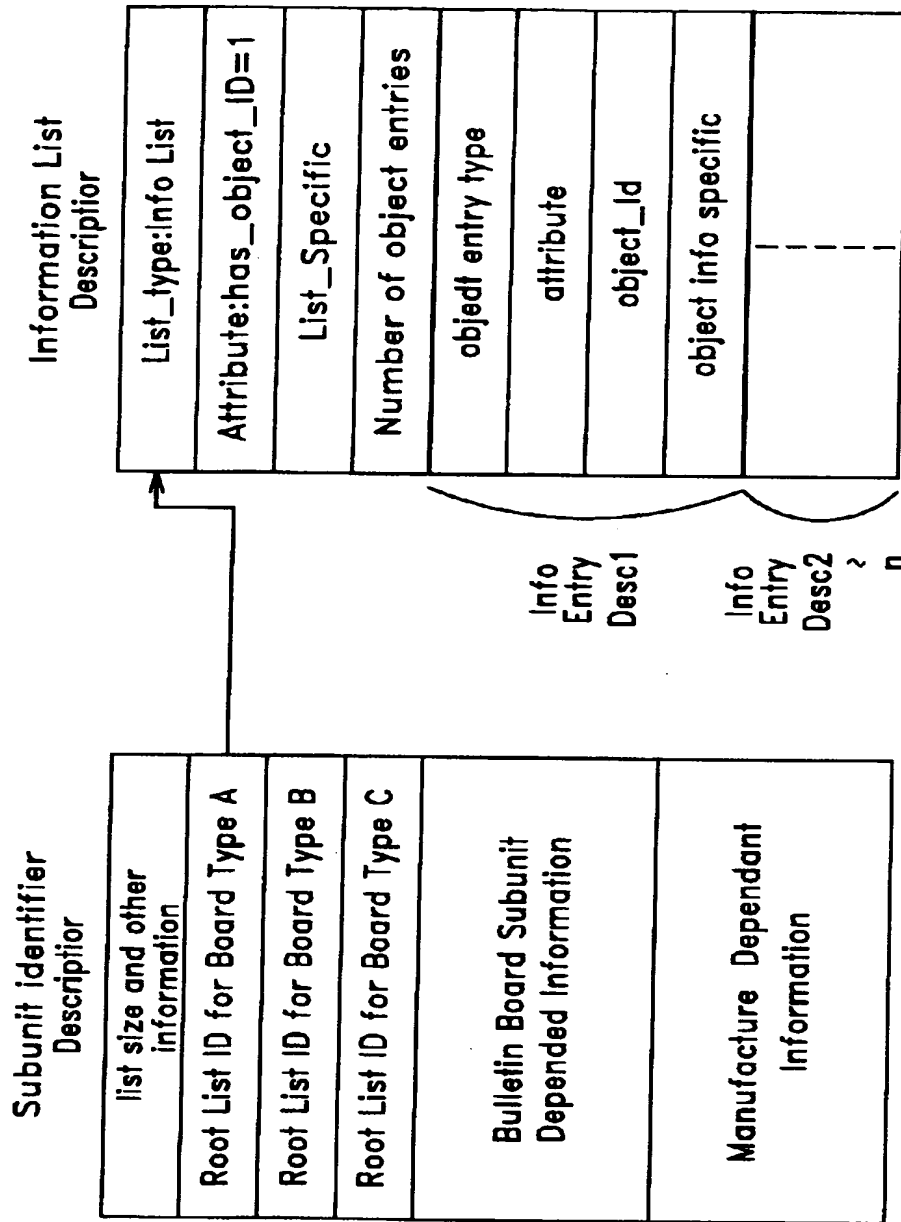 Subunit identifier
Descriptior
list size and other
information
Root List ID for Board Type A
Root List ID for Board Type B
Root List ID for Board Type C
Bulletin Board Subunit
Depended Information
Manufacture Dependant
Information
Information List
Descriptior
List_type:Info List
Attribute:has_object_ID=1
List_Specific
Number of object entries
objedt entry type
attribute
object_Id
object info specific
Info
Entry
Desc1
Info
Entry
Desc2
~
n